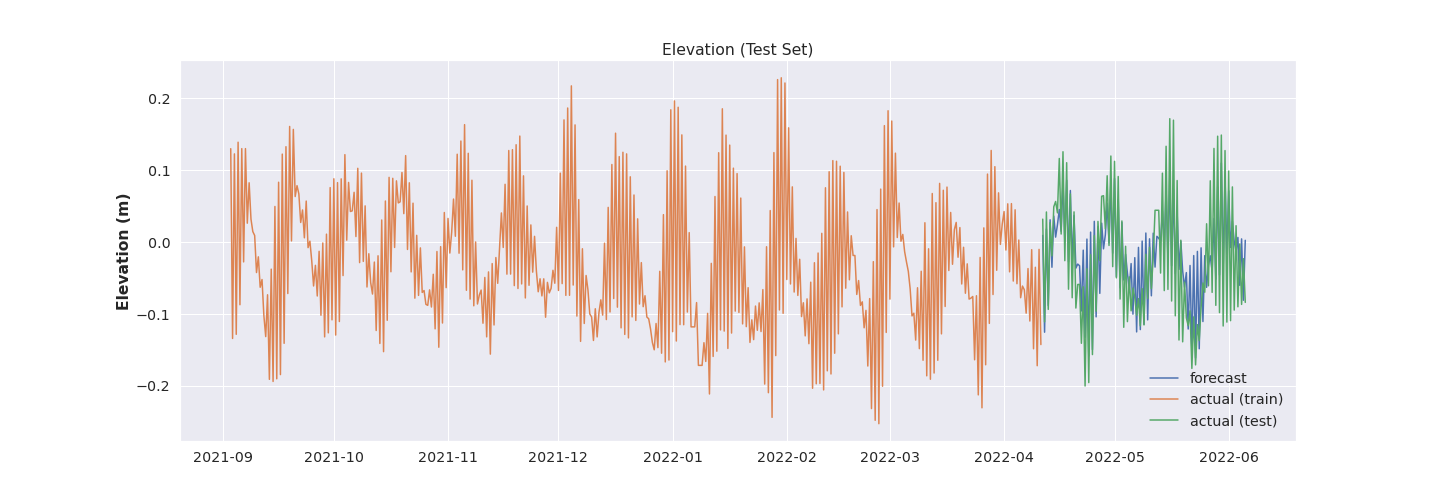 Elevation (Test Set)
Elevation (m)
0.2
0.1
0.0
−0.1
−0.2
2021-09 2021-10 2021-11 2021-12 2022-01 2022-02 2022-03 2022-04 2022-05 2022-06
forecast
actual (train)
actual (test)